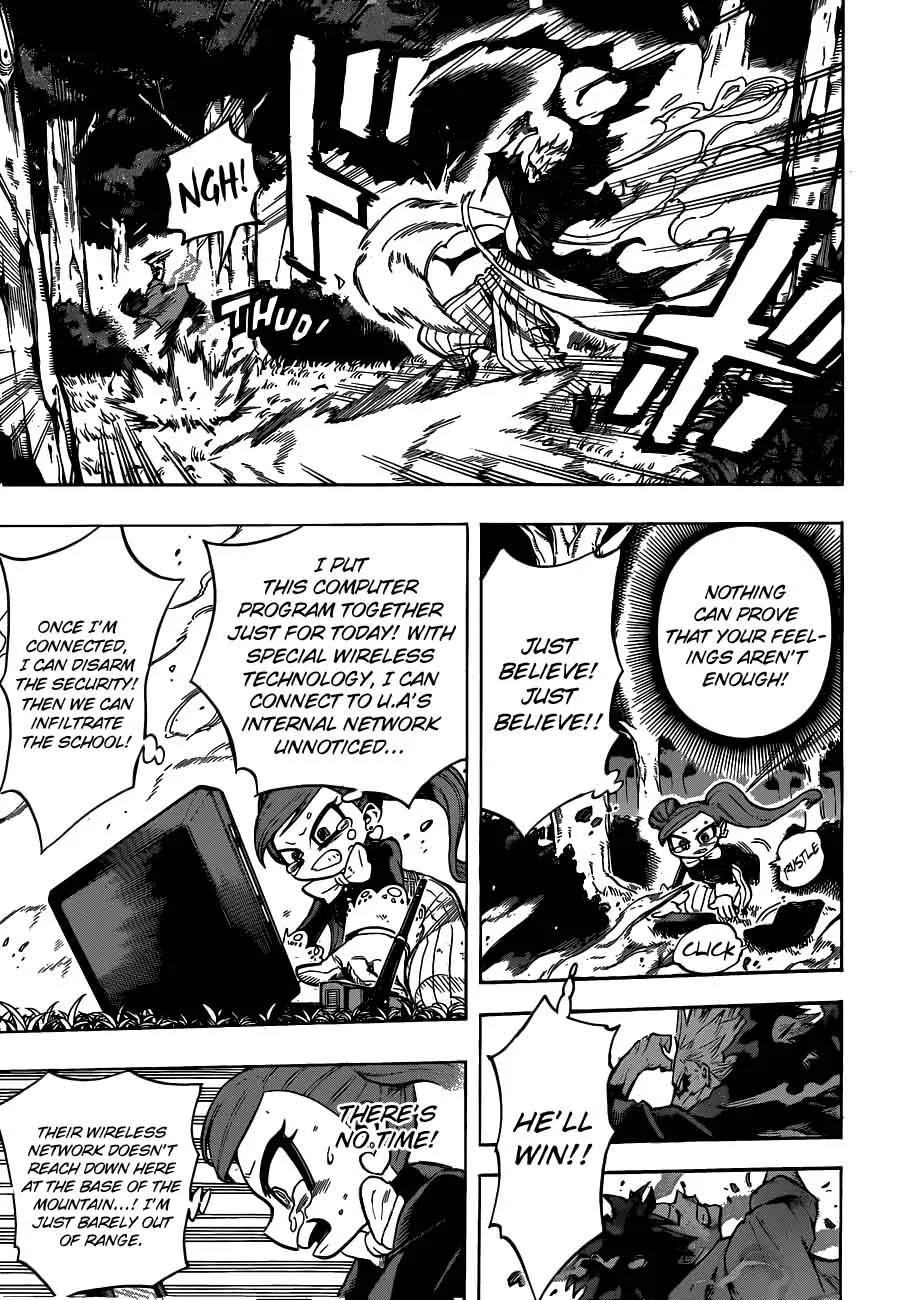 NGH!
THUD!
NOTHING
CAN PROVE
THAT YOUR FEEL-
INGS AREN'T
ENOUGH!
JUST
BELIEVE!
JUST
BELIEVE!!
RUSTLE
CLICK
I PUT
THIS COMPUTER
PROGRAM TOGETHER
JUST FOR TODAY! WITH
SPECIAL WIRELESS
TECHNOLOGY, I CAN
CONNECT TO U.A'S
INTERNAL NETWORK
UNNOTICED...
ONCE I'M
CONNECTED,
I CAN DISARM
THE SECURITY!
THEN WE CAN
INFILTRATE
THE SCHOOL!
HE'LL
WIN!!
THERE'S
NO TIME!
THEIR WIRELESS
NETWORK DOESN'T
REACH DOWN HERE
AT THE BASE OF THE
MOUNTAIN...! I'M
JUST BARELY OUT
OF RANGE.